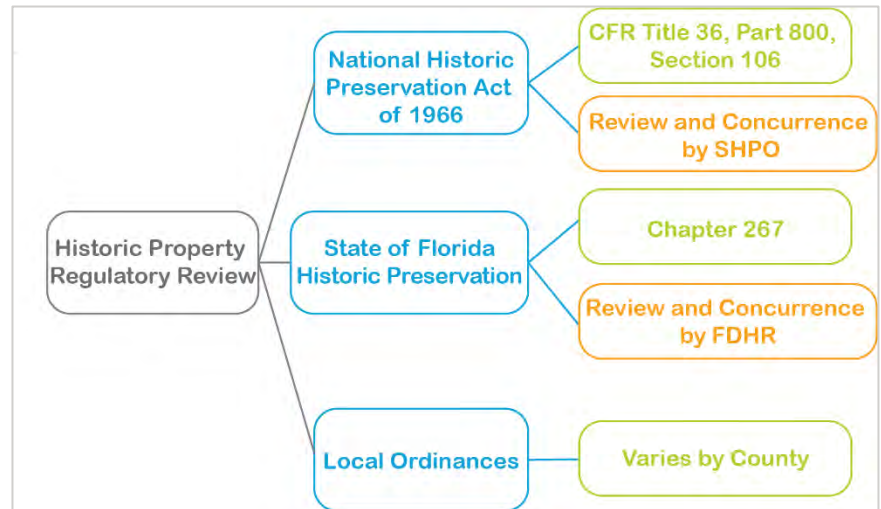 Historic Property
Regulatory Review
National Historic
Preservation Act
of 1966
CFR Title 36, Part 800,
Section 106
Review and Concurrence
by SHPO
State of Florida
Historic Preservation
Chapter 267
Review and Concurrence
by FDHR
Local Ordinances
Varies by County